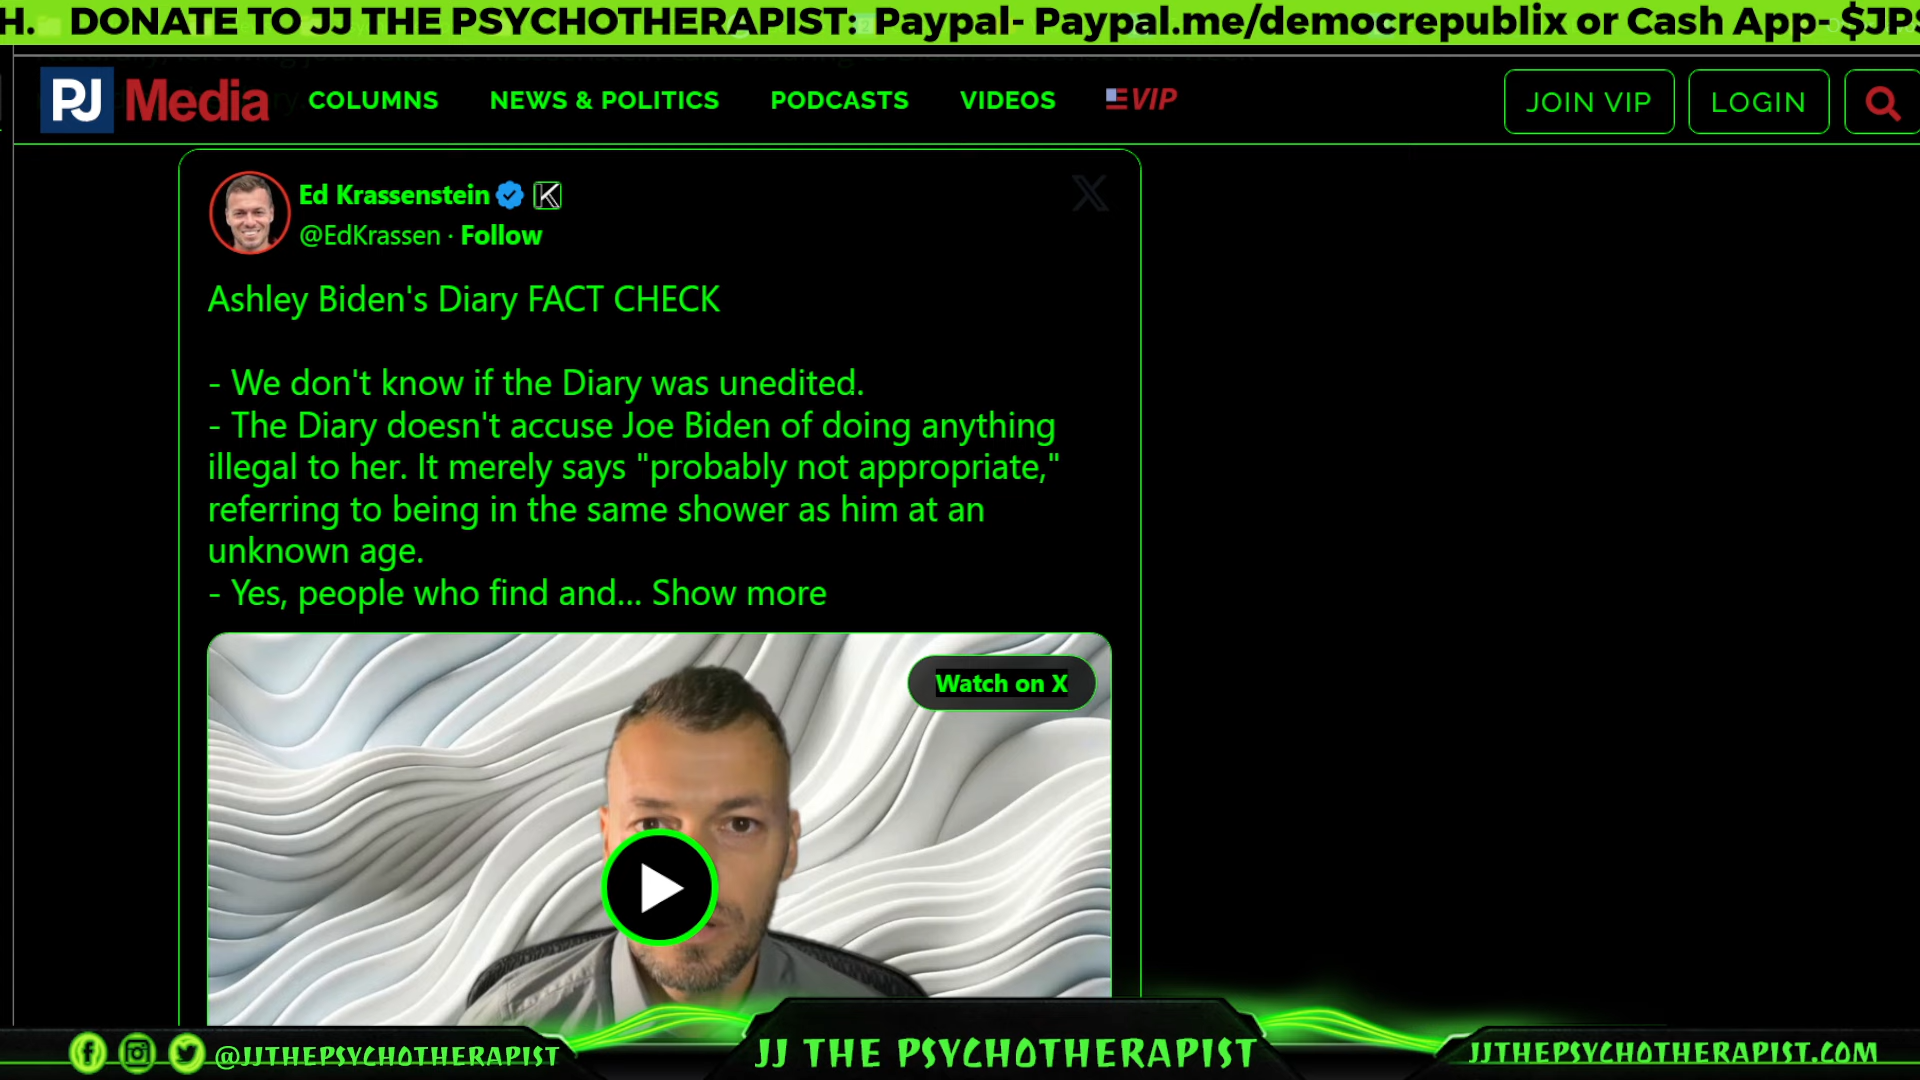 H.   DONATE TO JJ THE PSYCHOTHERAPIST: Paypal- Paypal.me/democrepublix or Cash App- $JPS
PJ Media COLUMNS NEWS & POLITICS PODCASTS VIDEOS VIP JOIN VIP LOGIN
Ed Krassenstein
@EdKrassen · Follow
Ashley Biden's Diary FACT CHECK
- We don't know if the Diary was unedited.
- The Diary doesn't accuse Joe Biden of doing anything
illegal to her. It merely says "probably not appropriate,"
referring to being in the same shower as him at an
unknown age.
- Yes, people who find and... Show more
Watch on X
@JJTHEPSYCHOTHERAPIST JJ THE PSYCHOTHERAPIST JJTHEPSYCHOTHERAPIST.COM